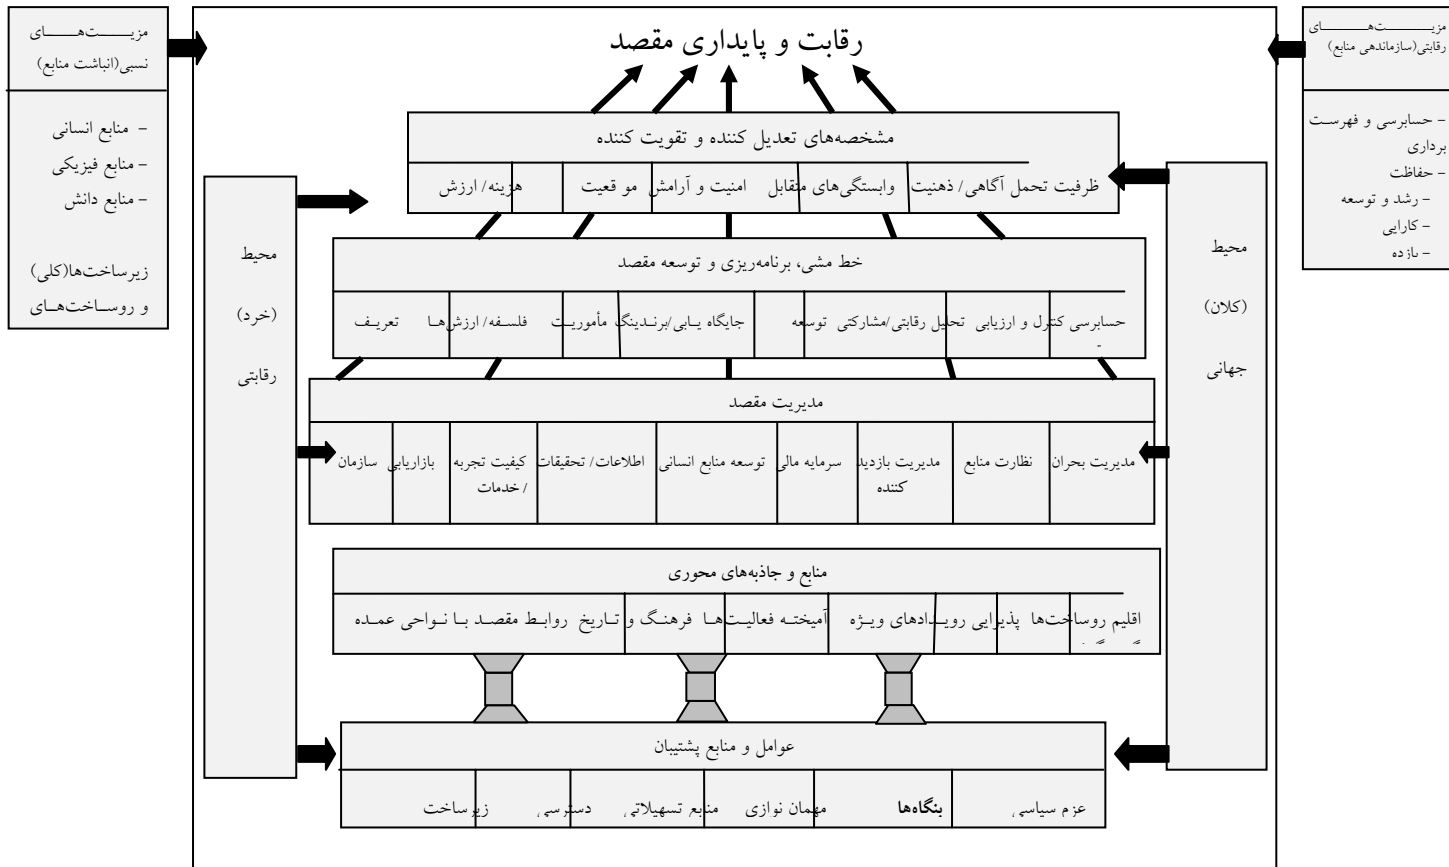 رقابت و پایداری مقصد
مزیت‌های رقابتی(سازماندهی منابع)
– حسابرسی و فهرست
برداری
– حفاظت
– رشد و توسعه
– کارایی
– بازده
مزیت‌های
نسبی(انباشت منابع)
– منابع انسانی
– منابع فیزیکی
– منابع دانش
زیرساخت‌ها(کلی)
و روساخت‌های
محیط
(کلان)
جهانی
محیط
(خرد)
رقابتی
مشخصه‌های تعدیل کننده و تقویت کننده
ظرفیت تحمل آگاهی/ ذهنیت وابستگی‌های متقابل امنیت و آرامش مو قعیت هزینه/ ارزش
خط مشی، برنامه‌ریزی و توسعه مقصد
حسابرسی کنترل و ارزیابی تحلیل رقابتی/مشارکتی توسعه جایگاه یابی/برندینگ مأموریت فلسفه/ ارزش‌ها تعریف
مدیریت مقصد
مدیریت بحران نظارت منابع مدیریت بازدید سرمایه مالی توسعه منابع انسانی اطلاعات/ تحقیقات کیفیت تجربه بازاریابی سازمان
کننده /خدمات
منابع و جاذبه‌های محوری
اقلیم روساخت‌ها پذیرایی رویدادهای ویژه آمیخته فعالیت‌ها فرهنگ و تاریخ روابط مقصد با نواحی عمده
عوامل و منابع پشتیبان
عزم سیاسی بنگاه‌ها مهمان نوازی منابع تسهیلاتی دسترسی زیرساخت